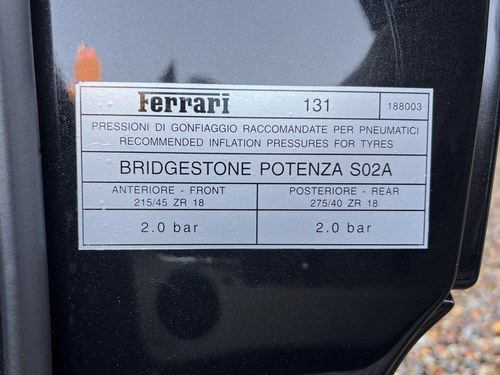 Ferrari 131 188003
PRESSIONI DI GONFIAGGIO RACCOMANDATE PER PNEUMATICI
RECOMMENDED INFLATION PRESSURES FOR TYRES
BRIDGESTONE POTENZA S02A
ANTERIORE - FRONT POSTERIORE - REAR
215/45 ZR 18 275/40 ZR 18
2.0 bar 2.0 bar